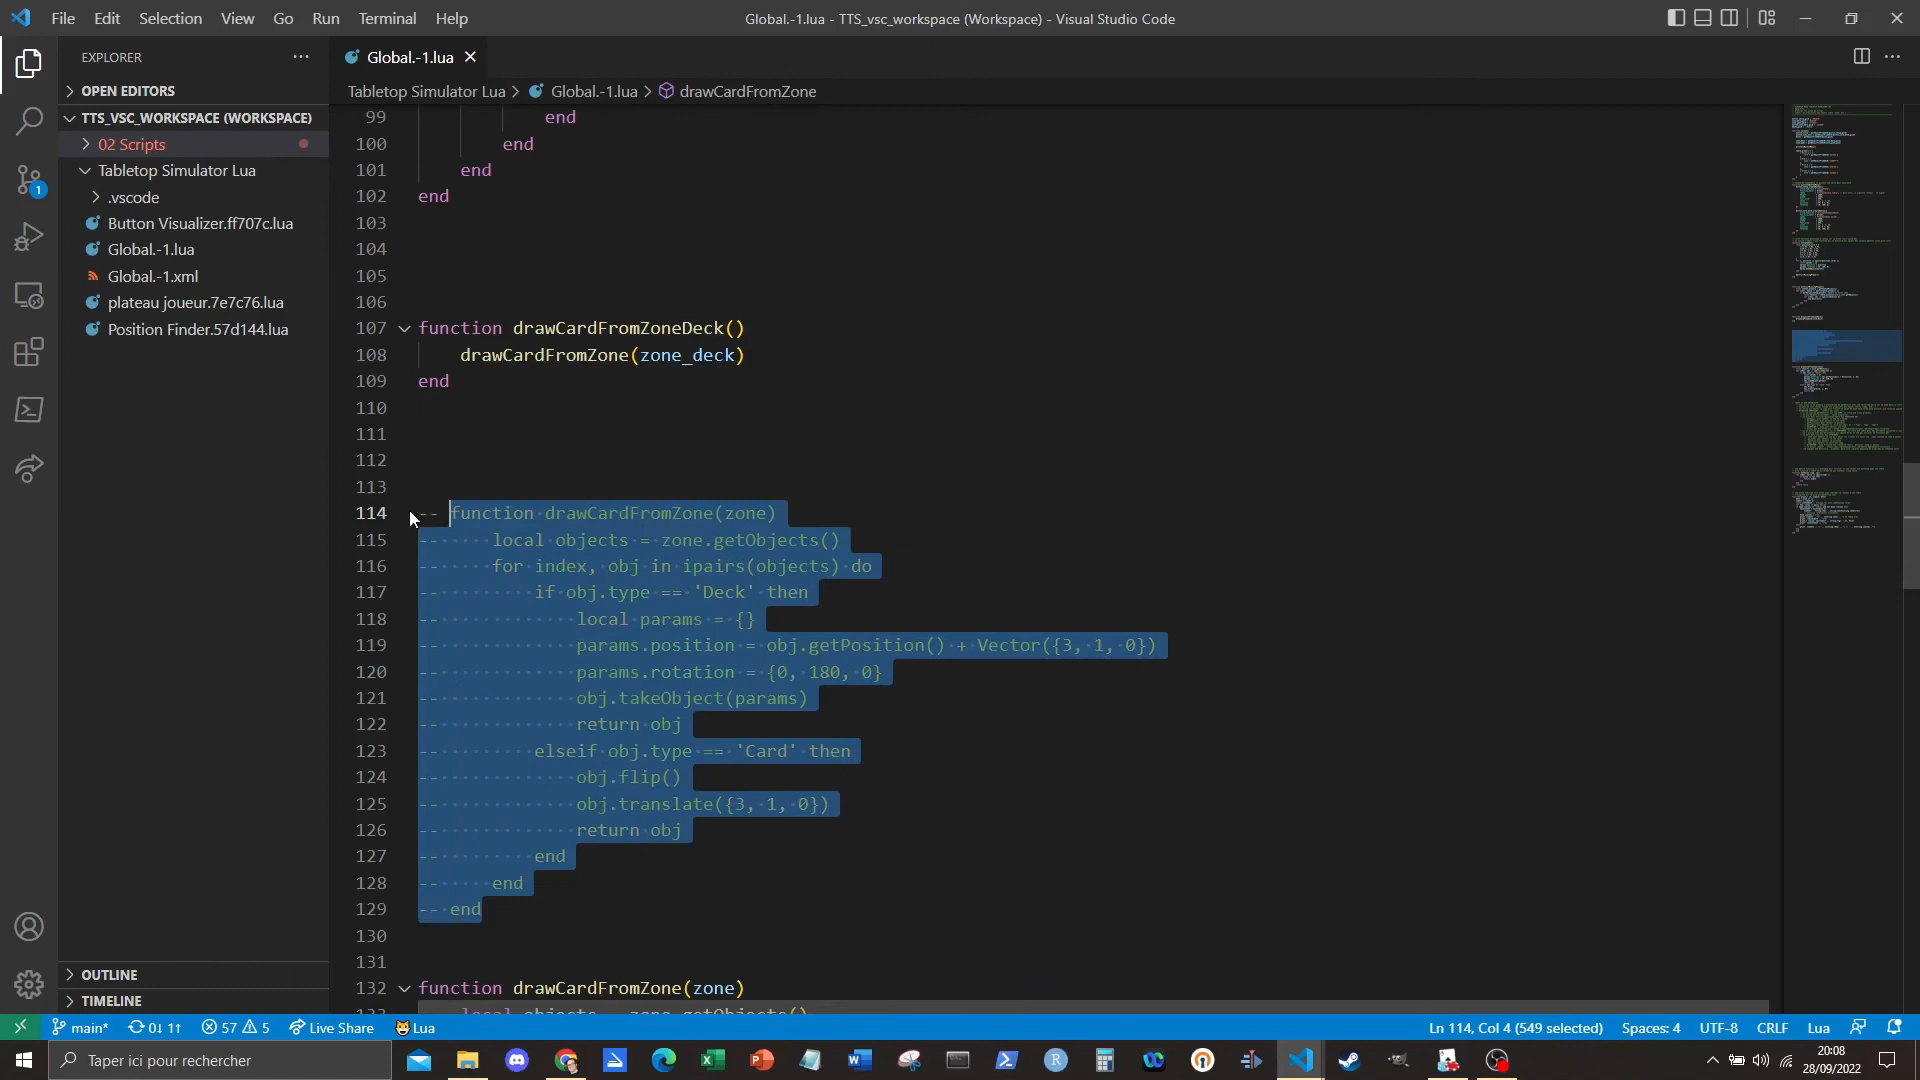 File Edit Selection View Go Run Terminal Help
Global.-1.lua - TTS_vsc_workspace (Workspace) - Visual Studio Code
EXPLORER
Global.-1.lua
OPEN EDITORS
Tabletop Simulator Lua > Global.-1.lua > drawCardFromZone
TTS_VSC_WORKSPACE (WORKSPACE)
02 Scripts
Tabletop Simulator Lua
.vscode
Button Visualizer.ff707c.lua
Global.-1.lua
Global.-1.xml
plateau joueur.7e7c76.lua
Position Finder.57d144.lua
OUTLINE
TIMELINE
99 end
100 end
101 end
102 end
103
104
105
106
107 function drawCardFromZoneDeck()
108 drawCardFromZone(zone_deck)
109 end
110
111
112
113
114 -- function drawCardFromZone(zone)
115 -- local objects = zone.getObjects()
116 -- for index, obj in ipairs(objects) do
117 -- if obj.type == 'Deck' then
118 -- local params = {}
119 -- params.position = obj.getPosition() + Vector({3, 1, 0})
120 -- params.rotation = {0, 180, 0}
121 -- obj.takeObject(params)
122 -- return obj
123 -- elseif obj.type == 'Card' then
124 -- obj.flip()
125 -- obj.translate({3, 1, 0})
126 -- return obj
127 -- end
128 -- end
129 -- end
130
131
132 function drawCardFromZone(zone)
133 local objects = zone.getObjects()
1
main* 0↓ 1↑ 57 5 Live Share Lua
Ln 114, Col 4 (549 selected) Spaces: 4 UTF-8 CRLF Lua
Taper ici pour rechercher
20:08
28/09/2022